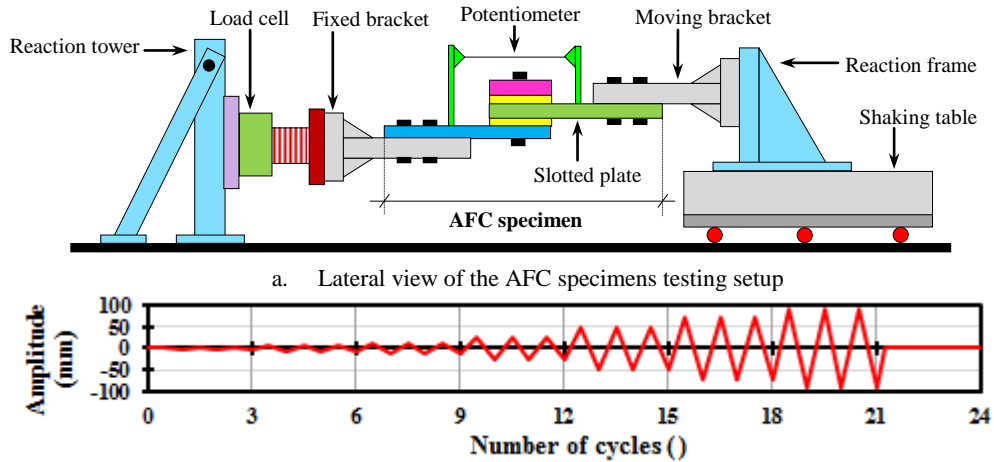 Load cell
Fixed bracket
Potentiometer
Moving bracket
Reaction tower
Reaction frame
Shaking table
Slotted plate
AFC specimen
a. Lateral view of the AFC specimens testing setup
Amplitude
(mm)
100
50
0
-50
-100
0 3 6 9 12 15 18 21 24
Number of cycles ()